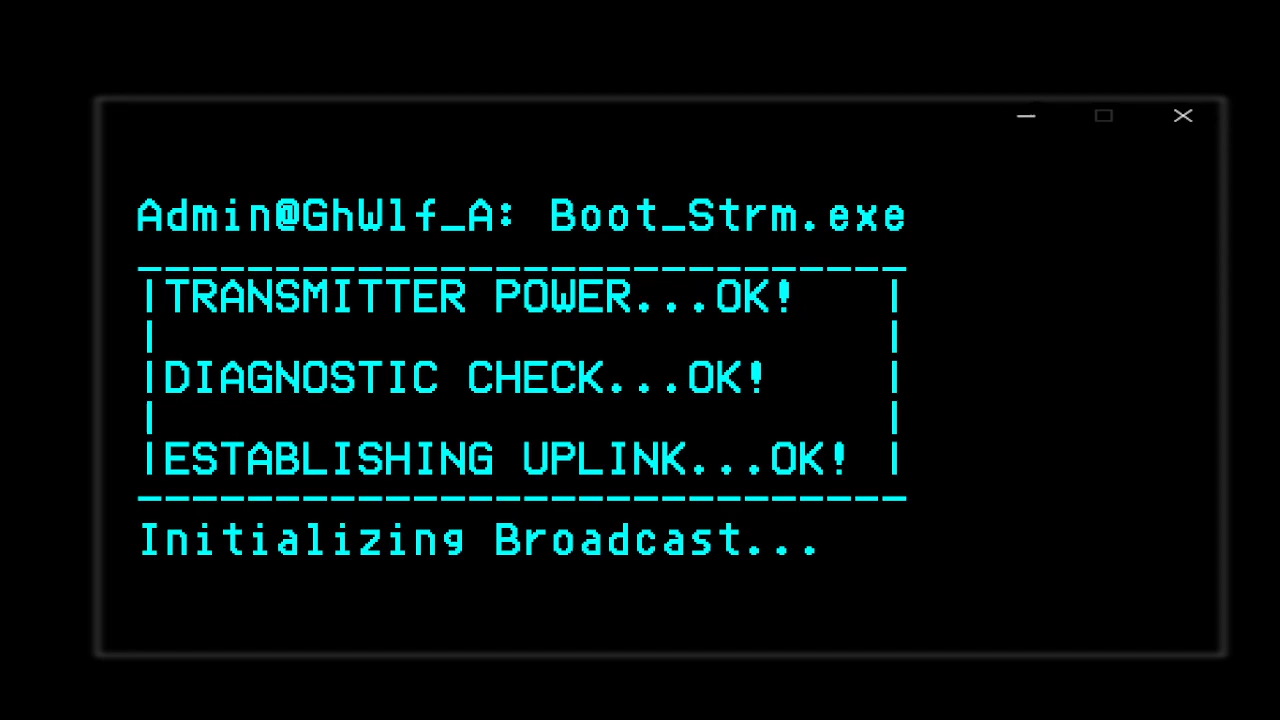 Admin@GhWlf_A: Boot_Strm.exe
TRANSMITTER POWER...OK!
DIAGNOSTIC CHECK...OK!
ESTABLISHING UPLINK...OK!
Initializing Broadcast...